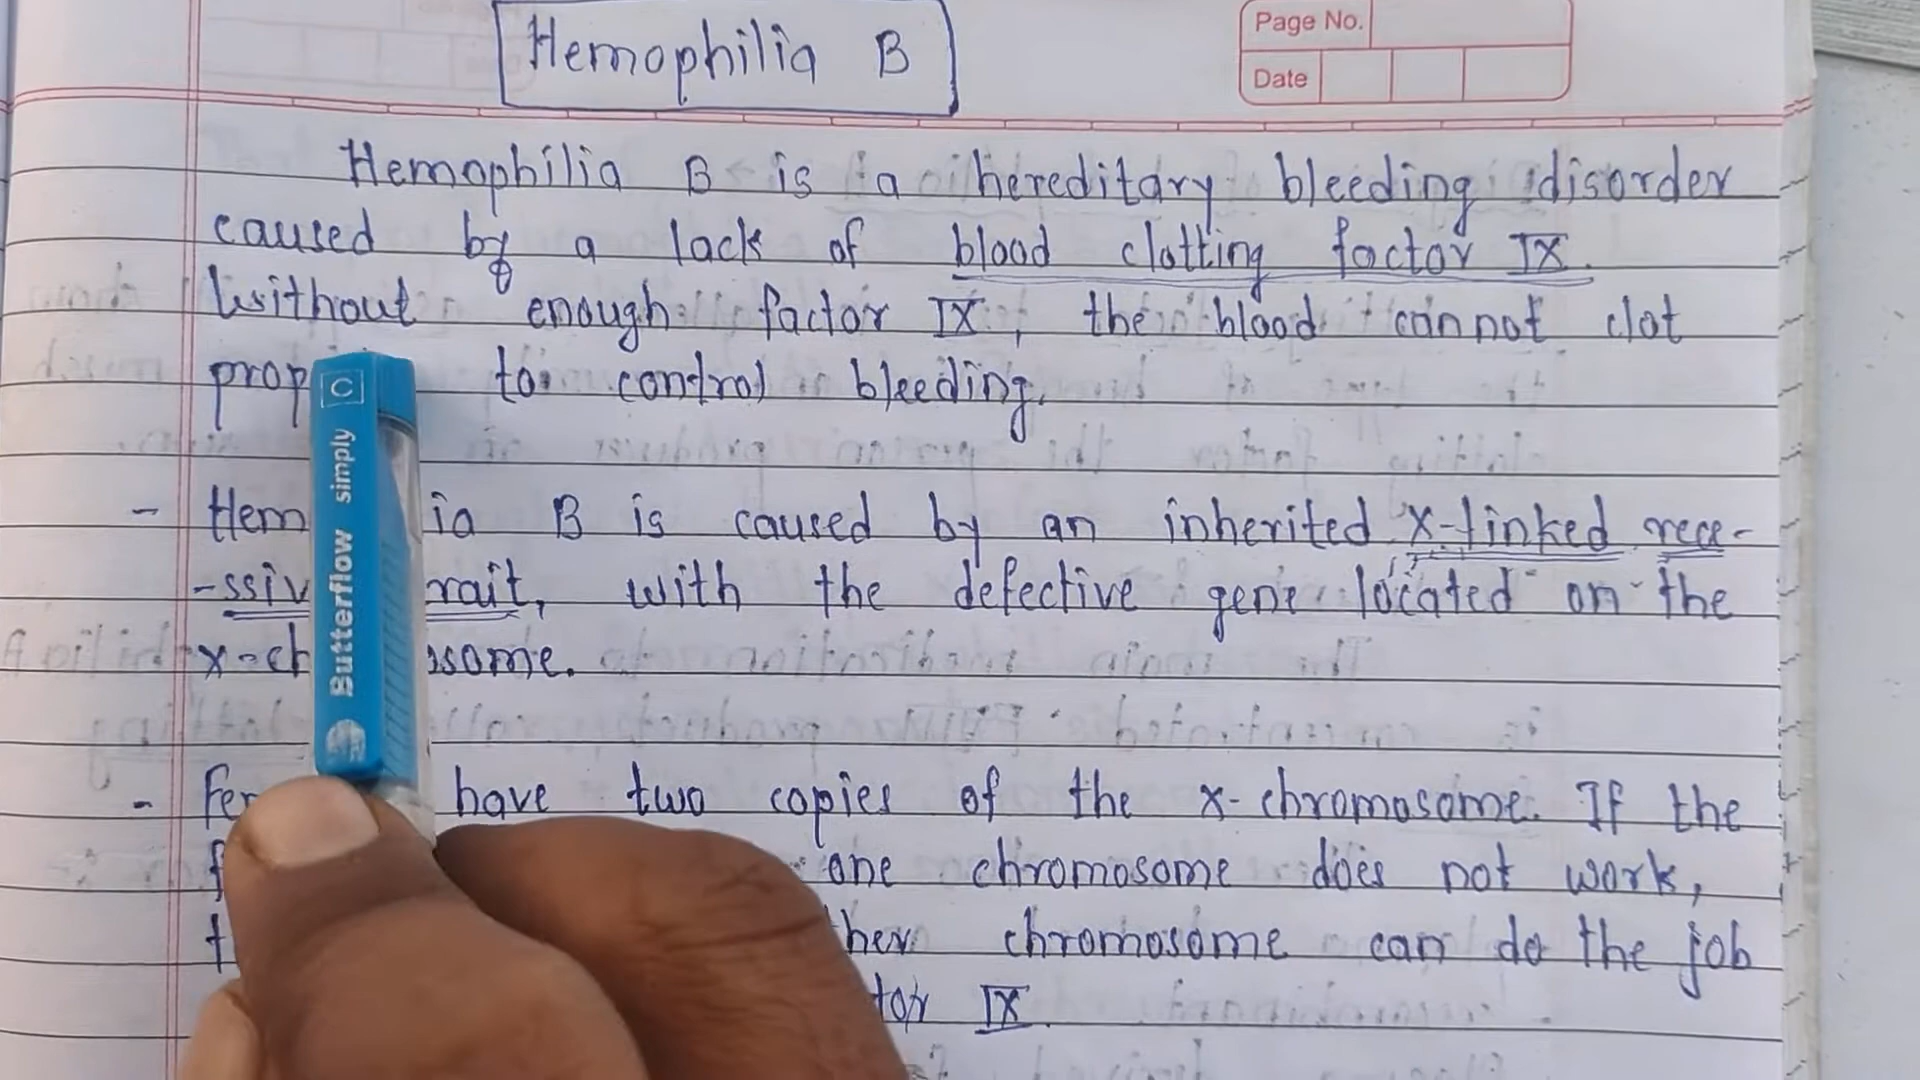 Hemophilia B
Page No.
Date
Hemophilia B is a hereditary bleeding disorder
caused by a lack of blood clotting factor IX.
Without enough factor IX, the blood cannot clot
prop to control bleeding.
- Hem ia B is caused by an inherited X-linked rece-
-ssiv rait, with the defective gene located on the
x-ch osome.
- Fe have two copies of the x-chromosome. If the
one chromosome does not work,
ther chromosome can do the job
tor IX.
C
Butterflow simply